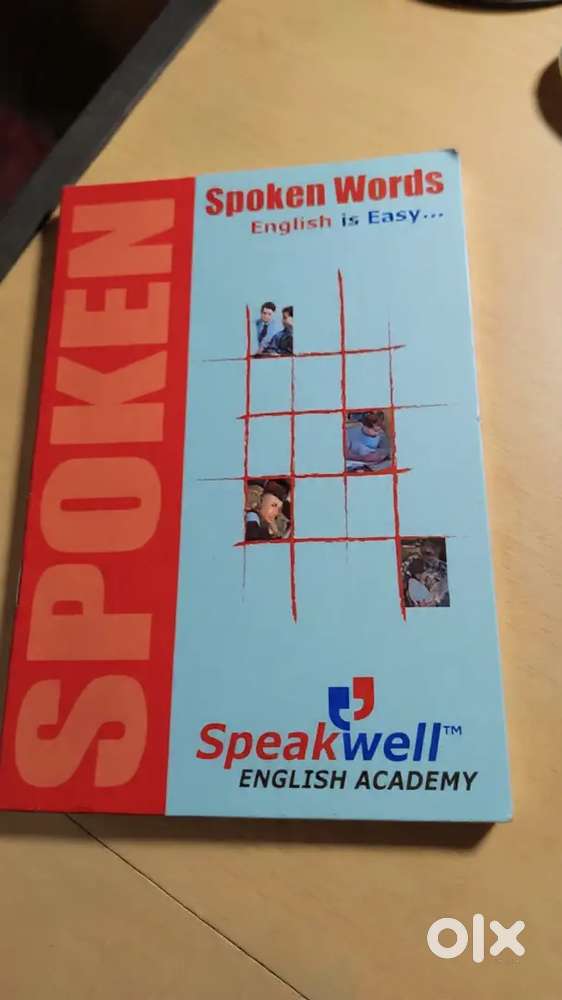 SPOKEN
Spoken Words
English is Easy...
Speakwell™
ENGLISH ACADEMY
olx